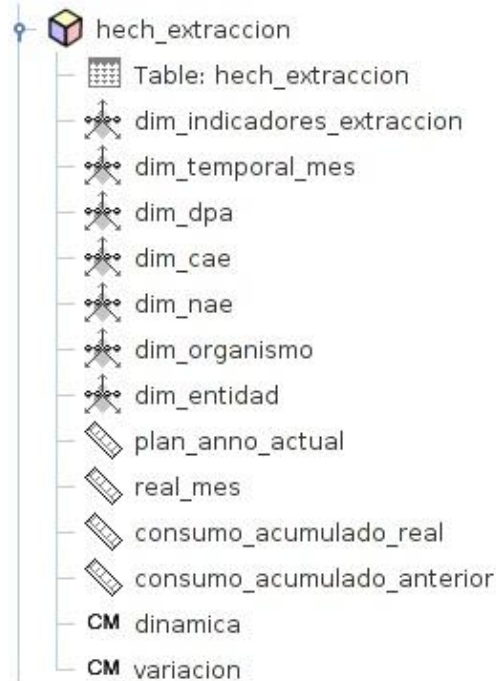 hech_extraccion
Table: hech_extraccion
dim_indicadores_extraccion
dim_temporal_mes
dim_dpa
dim_cae
dim_nae
dim_organismo
dim_entidad
plan_anno_actual
real_mes
consumo_acumulado_real
consumo_acumulado_anterior
CM dinamica
CM variacion